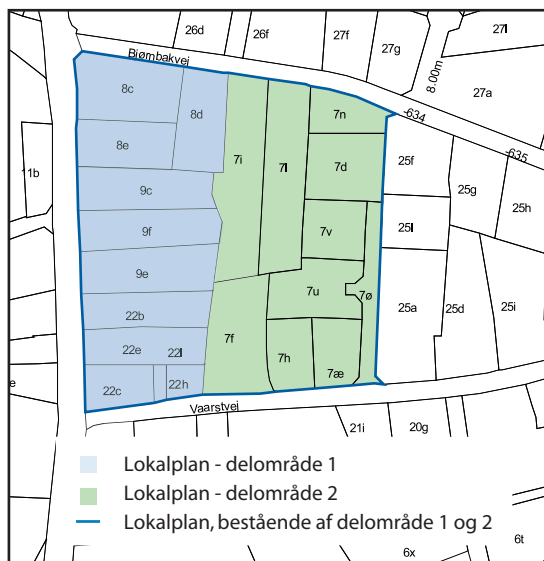 26d
26f
27f
27g
27l
Bjørnbakvej
8.00m
27a
8c
8d
7n
-634
-635
8e
7i
7l
7d
25f
1b
9c
25g
25h
9f
7v
25l
9e
7ø
22b
7u
25a
25d
25i
22e
22l
7f
7h
7æ
22c
22h
e
Vaarstvej
21i
20g
Lokalplan - delområde 1
Lokalplan - delområde 2
Lokalplan, bestående af delområde 1 og 2
6x
6t